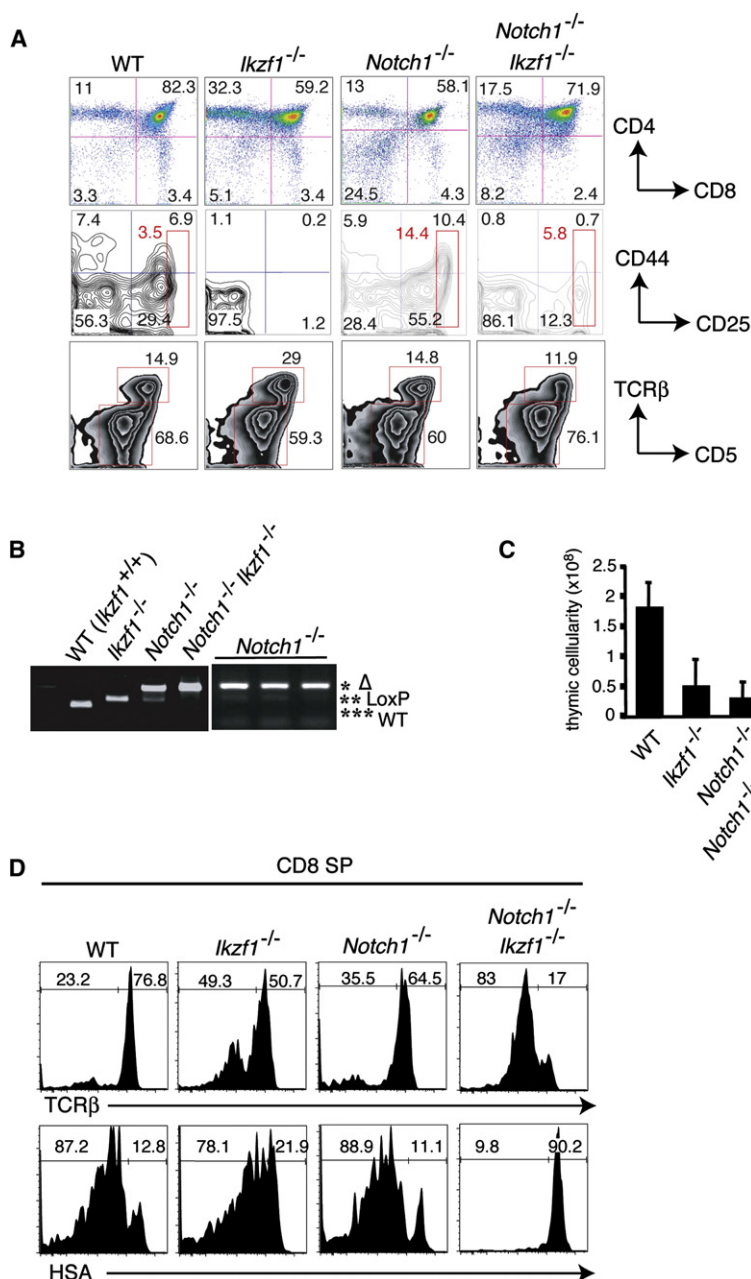 A
WT
Ikzf1-/-
Notch1-/-
Notch1-/-
Ikzf1-/-
11 82.3
32.3 59.2
13 58.1
17.5 71.9
3.3 3.4
5.1 3.4
24.5 4.3
8.2 2.4
CD4
CD8
7.4 6.9
3.5
56.3 29.4
1.1 0.2
97.5 1.2
5.9 10.4
14.4
28.4 55.2
0.8 0.7
5.8
86.1 12.3
CD44
CD25
14.9
68.6
29
59.3
14.8
60
11.9
76.1
TCRβ
CD5
B
WT (Ikzf1+/+)
Ikzf1-/-
Notch1-/-
Notch1-/- Ikzf1-/-
Notch1-/-
* Δ
** LoxP
*** WT
C
thymic celllularity (x10⁸)
2.5
2
1.5
1
0.5
0
WT
Ikzf1-/-
Notch1-/-
Notch1-/-
D
CD8 SP
WT
Ikzf1-/-
Notch1-/-
Notch1-/-
Ikzf1-/-
23.2 76.8
49.3 50.7
35.5 64.5
83 17
TCRβ
87.2 12.8
78.1 21.9
88.9 11.1
9.8 90.2
HSA